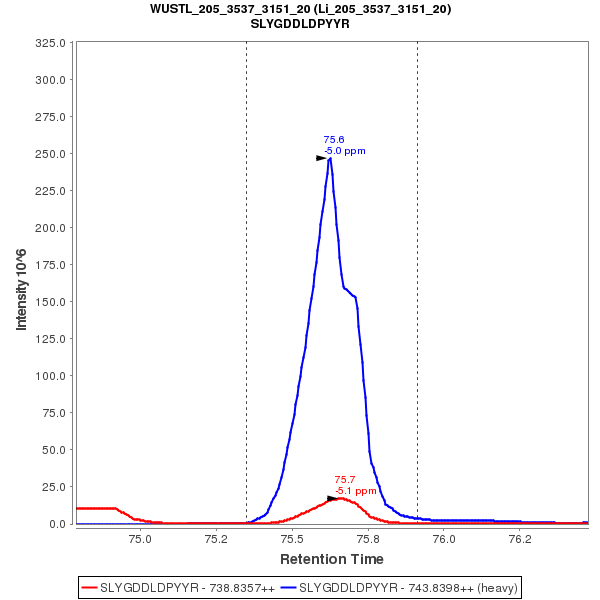 WUSTL_205_3537_3151_20 (Li_205_3537_3151_20)
SLYGDDLDPYYR
325.0
300.0
275.0
250.0
225.0
200.0
175.0
150.0
125.0
100.0
75.0
50.0
25.0
0.0
Intensity 10^6
75.6
-5.0 ppm
75.7
-5.1 ppm
75.0
75.2
75.5
75.8
76.0
76.2
Retention Time
SLYGDDLDPYYR - 738.8357++
SLYGDDLDPYYR - 743.8398++ (heavy)